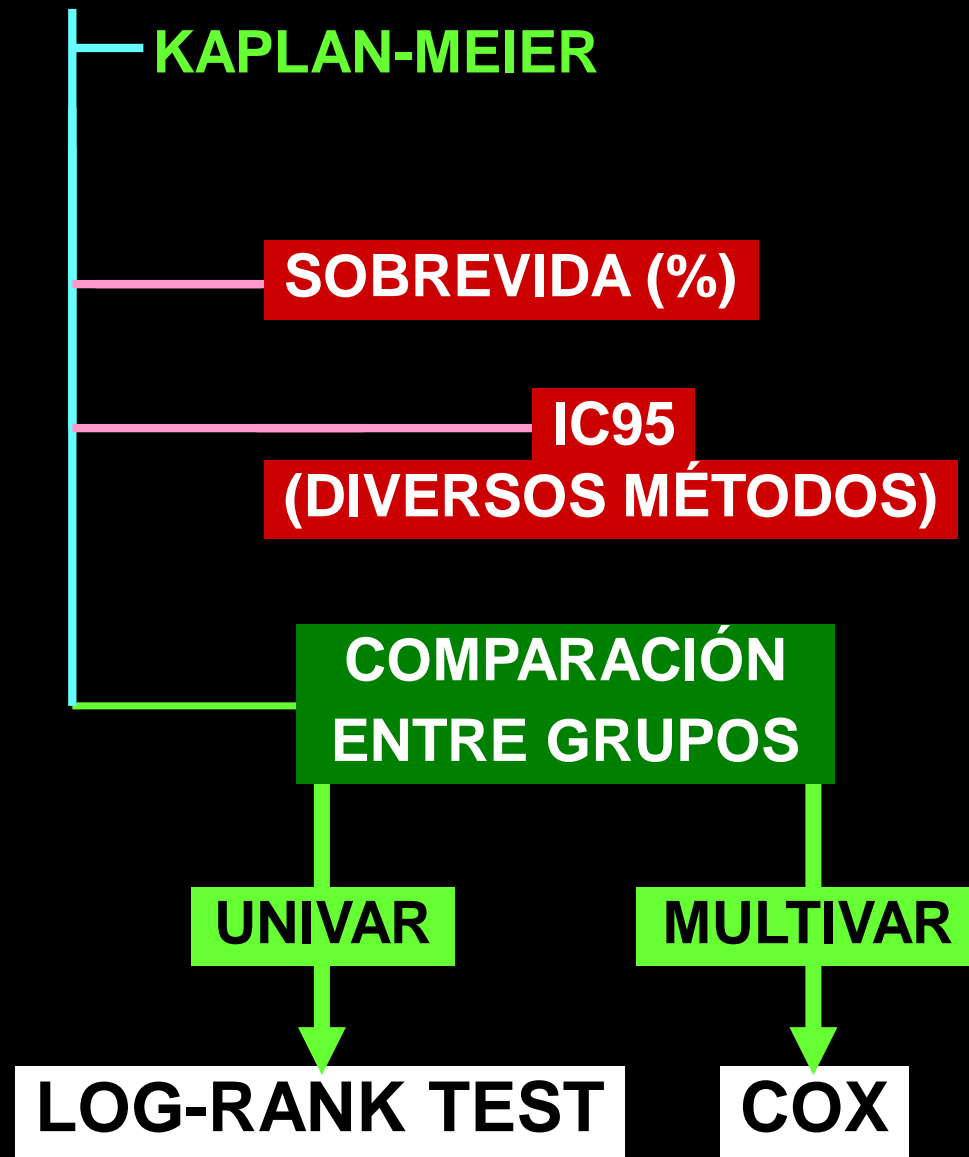 KAPLAN-MEIER
SOBREVIDA (%)
IC95
(DIVERSOS MÉTODOS)
COMPARACIÓN
ENTRE GRUPOS
UNIVAR
MULTIVAR
LOG-RANK TEST
COX